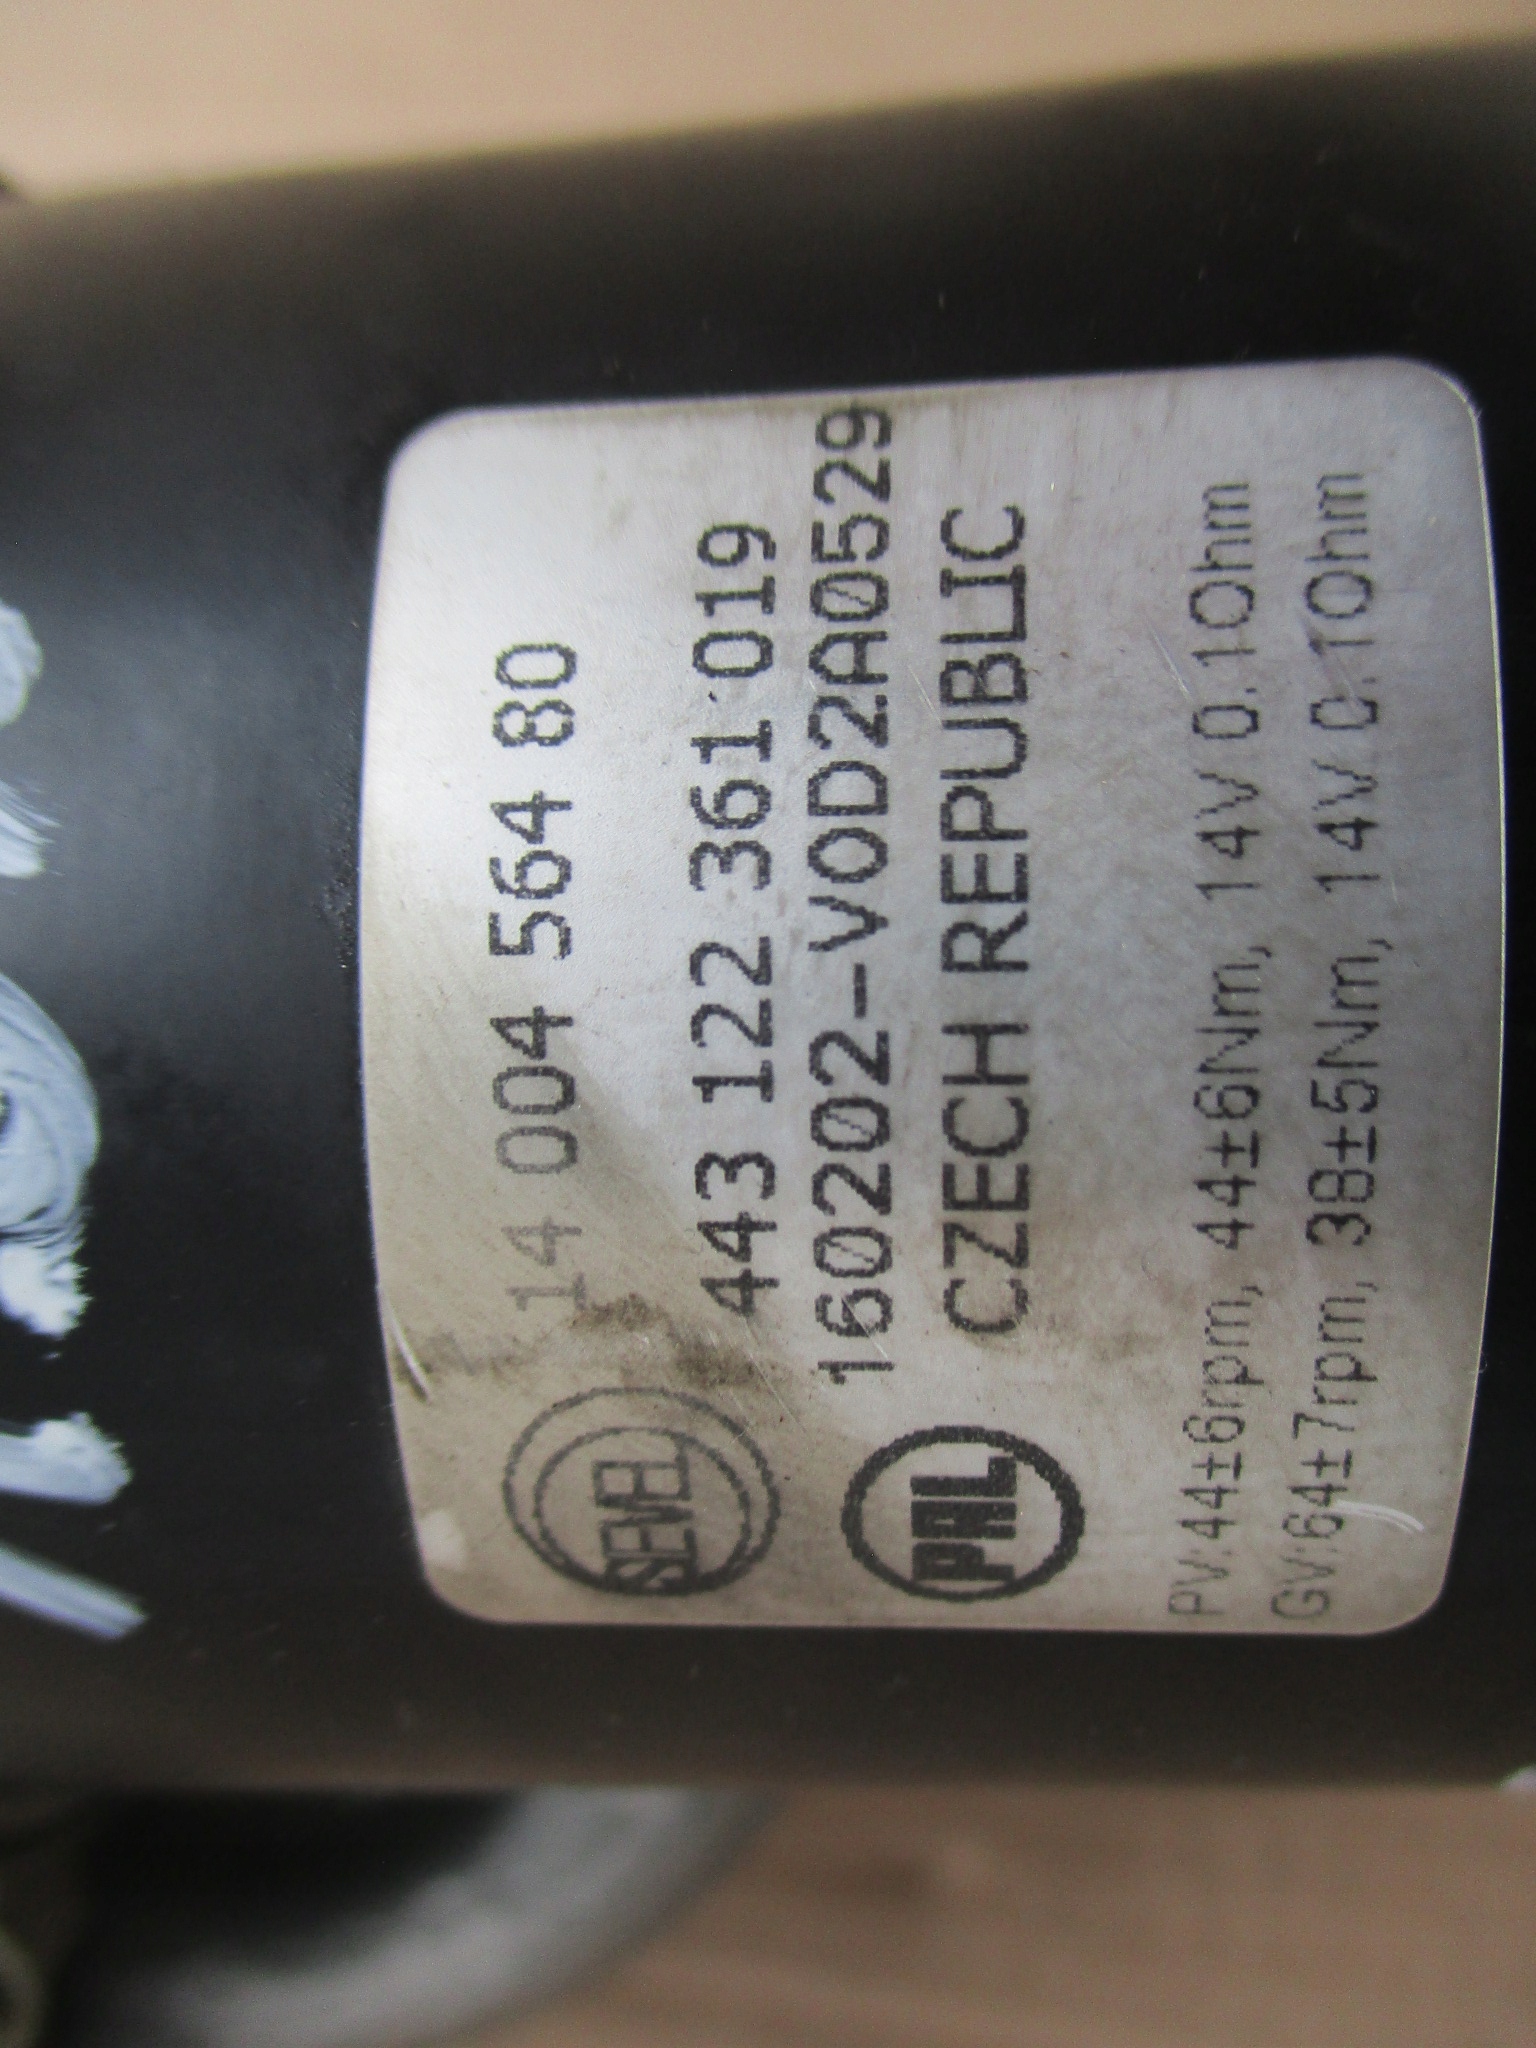 SEVEL
14 004 564 80
443 122 361 019
160202-V0D2A0529
PAL
CZECH REPUBLIC
PV:44±6rpm, 44±6Nm, 14V 0.1Ohm
GV:64±7rpm, 38±5Nm, 14V 0.1Ohm